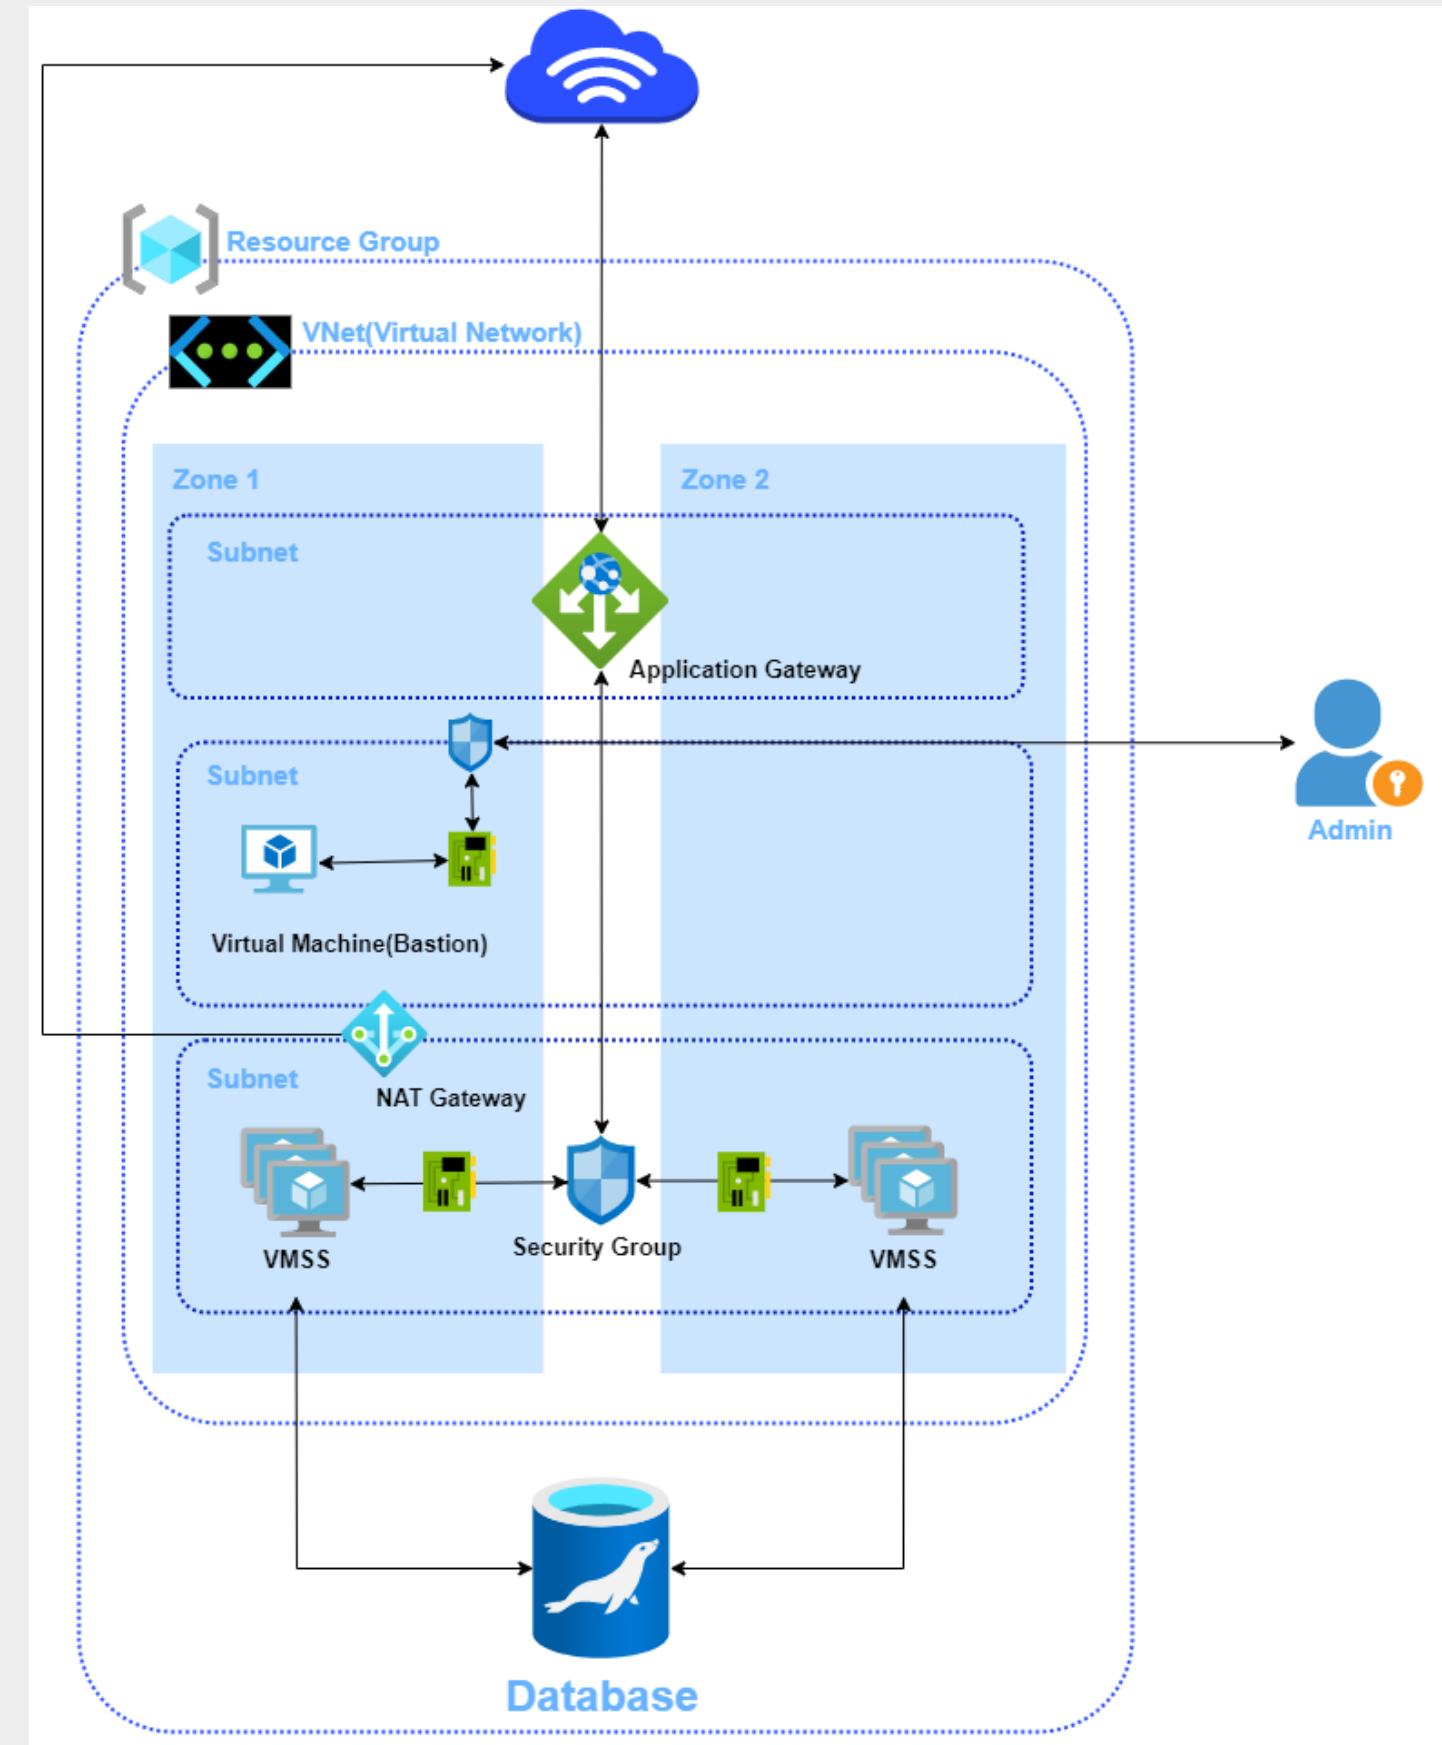 Resource Group
VNet(Virtual Network)
Zone 1
Zone 2
Subnet
Application Gateway
Subnet
Admin
Virtual Machine(Bastion)
Subnet
NAT Gateway
Security Group
VMSS
VMSS
Database